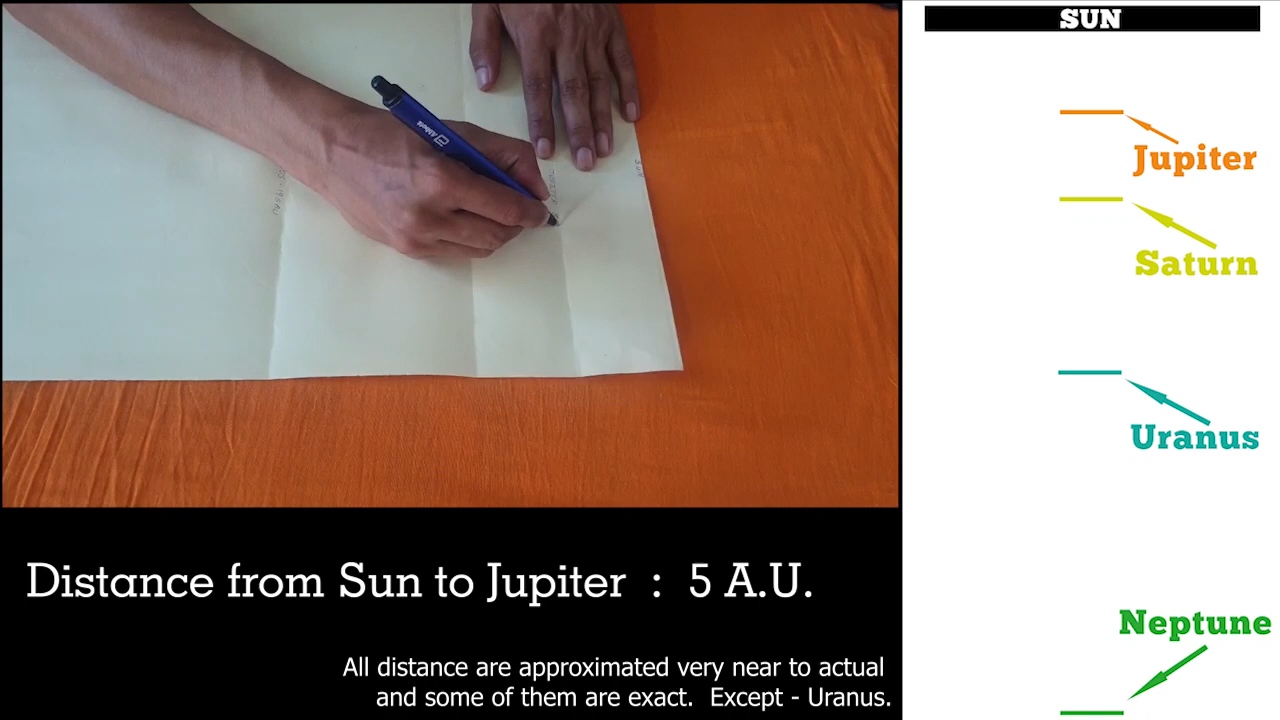 SUN
Jupiter
Saturn
Uranus
Neptune
SUN
Distance from Sun to Jupiter : 5 A.U.
All distance are approximated very near to actual
and some of them are exact. Except - Uranus.